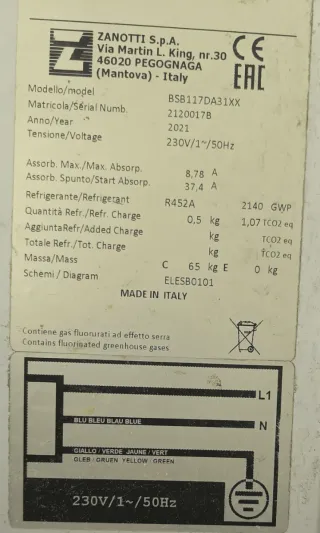 ZANOTTI S.p.A.
Via Martin L. King, nr.30
46020 PEGOGNAGA
(Mantova) - Italy
CE
EAC
Modello/model BSB117DA31XX
Matricola/Serial Numb. 2120017B
Anno/Year 2021
Tensione/Voltage 230V/1~/50Hz
Assorb. Max./Max. Absorp. 8,78 A
Assorb. Spunto/Start Absorp. 37,4 A
Refrigerante/Refrigerant R452A 2140 GWP
Quantità Refr./Refr. Charge 0,5 kg 1,07 TCO2 eq
AggiuntaRefr/Added Charge kg TCO2 eq
Totale Refr./Tot. Charge kg TCO2 eq
Massa/Mass C 65 kg E 0 kg
Schemi / Diagram ELESB0101
MADE IN ITALY
Contiene gas fluorurati ad effetto serra
Contains fluorinated greenhouse gases
L1
BLU BLEU BLAU BLUE N
GIALLO / VERDE JAUNE / VERT
GLEB / GRUEN YELLOW / GREEN
230V/1~/50Hz